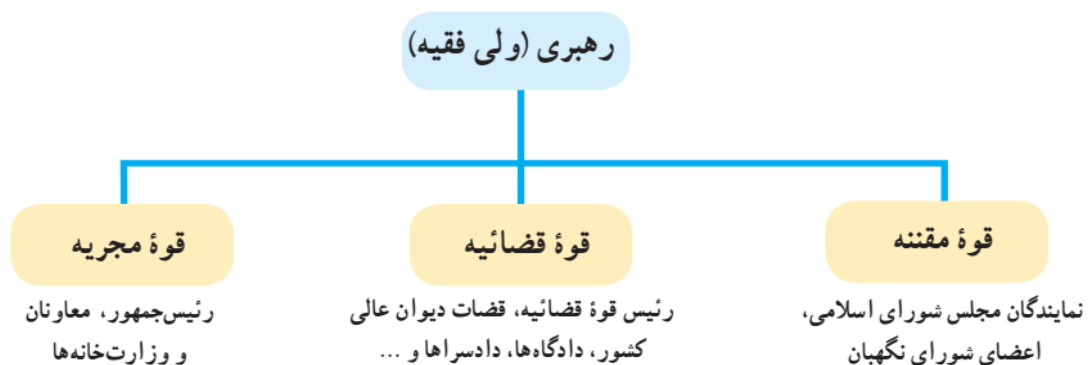 رهبری (ولی فقیه)
قوهٔ مقننه
نمایندگان مجلس شورای اسلامی،
اعضای شورای نگهبان
قوهٔ قضائیه
رئیس قوهٔ قضائیه، قضات دیوان عالی
کشور، دادگاه‌ها، دادسراها و ...
قوهٔ مجریه
رئیس‌جمهور، معاونان
و وزارت‌خانه‌ها